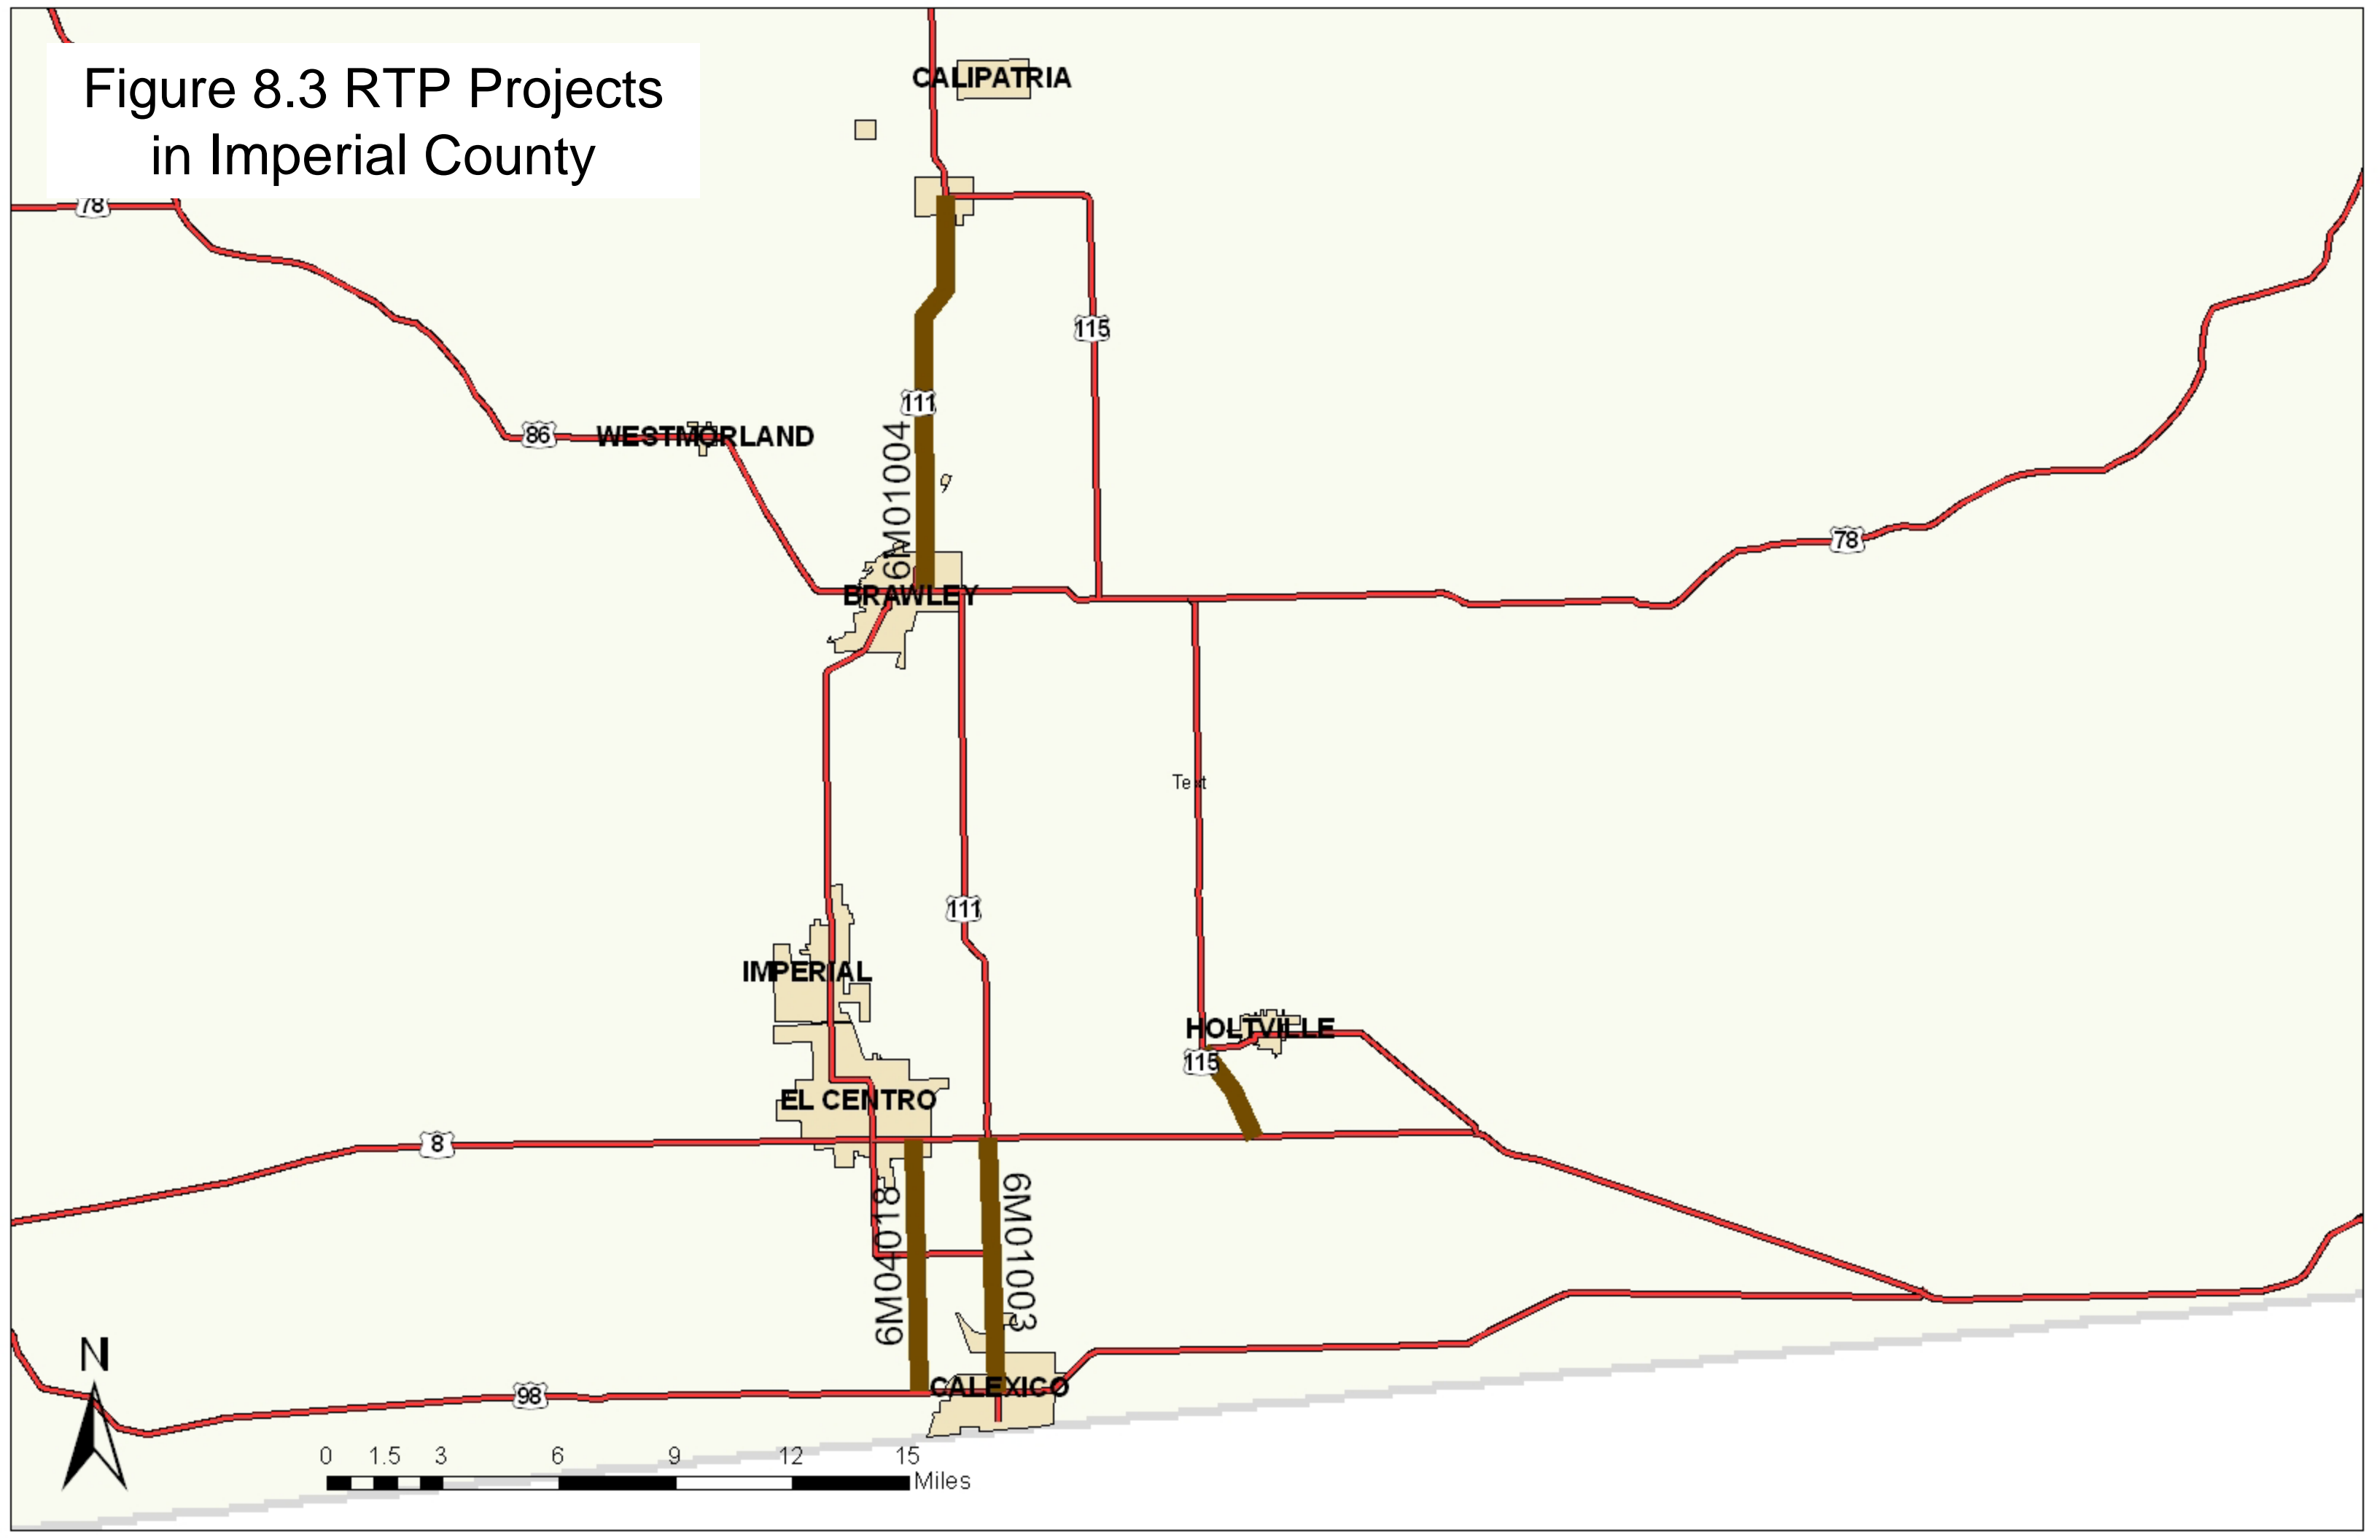 Figure 8.3 RTP Projects
in Imperial County
CALIPATRIA
78
115
111
86
WESTMORLAND
6M01004
78
BRAWLEY
Text
111
IMPERIAL
HOLTVILLE
115
EL CENTRO
8
6M04018
6M01003
N
CALEXICO
98
0 1.5 3 6 9 12 15
Miles